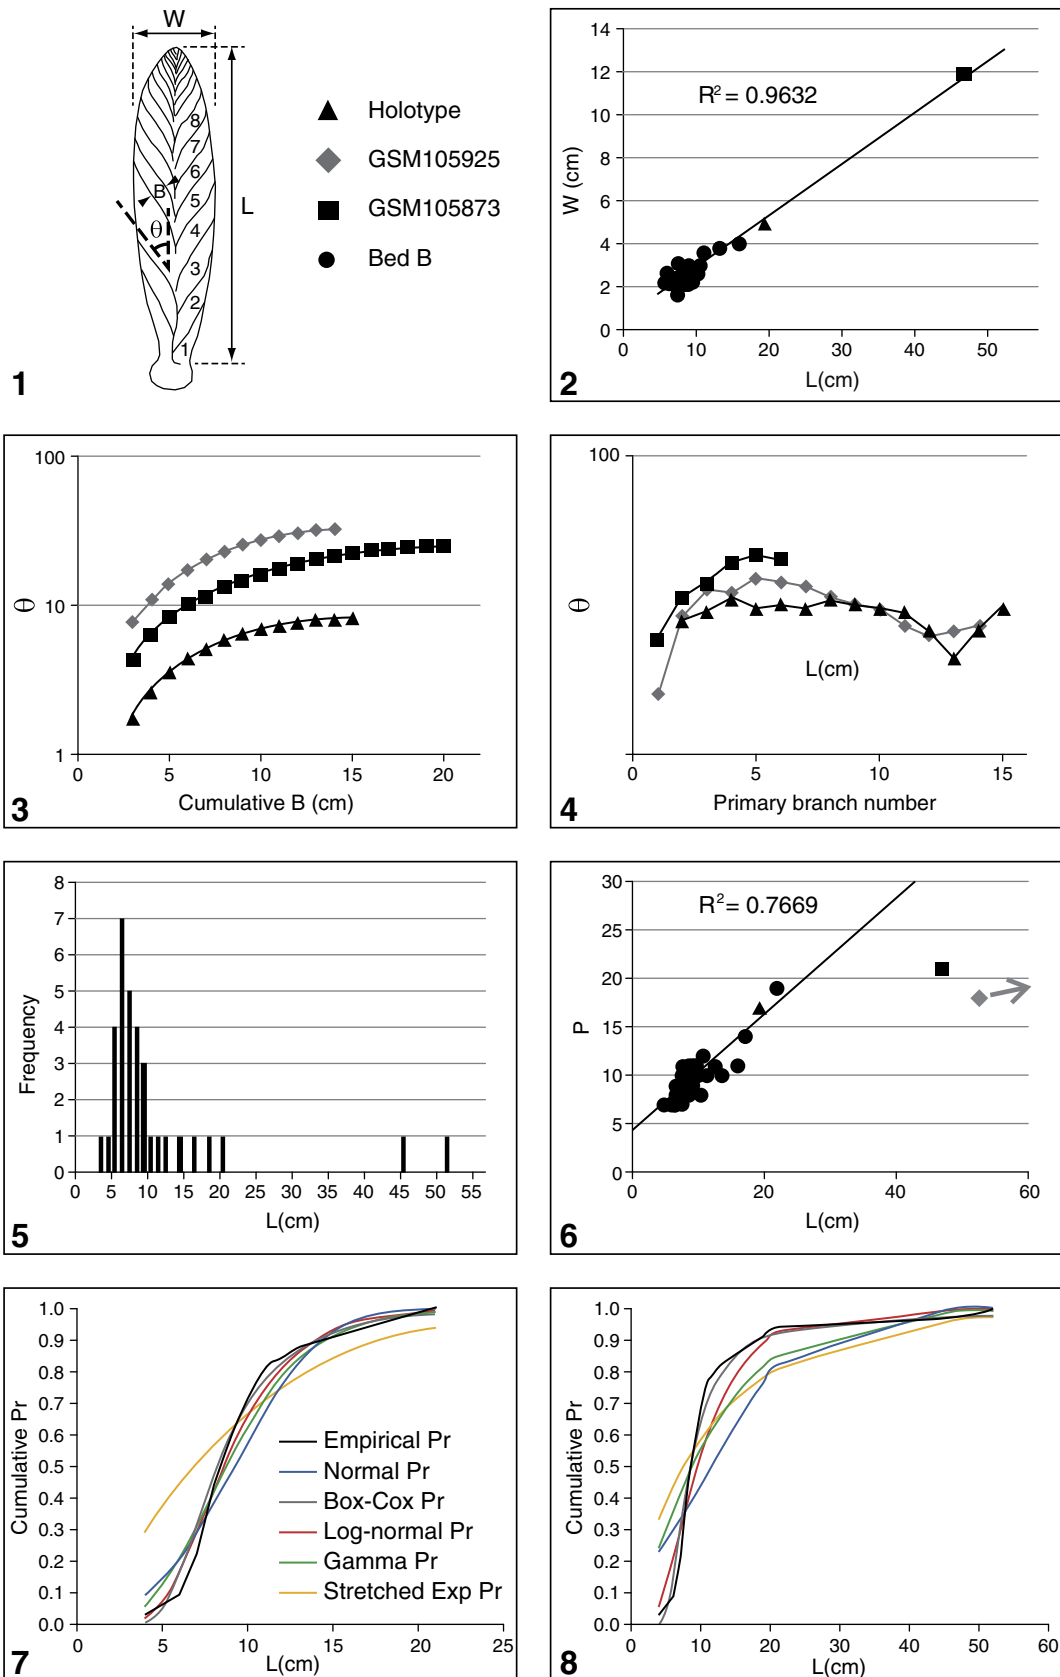 W
L
B
θ
8
7
6
5
4
3
2
1
Holotype
GSM105925
GSM105873
Bed B
1
14
12
10
8
6
4
2
0
W (cm)
R² = 0.9632
0 10 20 30 40 50
L(cm)
2
100
10
1
θ
0 5 10 15 20
Cumulative B (cm)
3
100
θ
L(cm)
0 5 10 15
Primary branch number
4
8
7
6
5
4
3
2
1
0
Frequency
0 5 10 15 20 25 30 35 40 45 50 55
L(cm)
5
30
25
20
15
10
5
0
P
R² = 0.7669
0 20 40 60
L(cm)
6
1.0
0.9
0.8
0.7
0.6
0.5
0.4
0.3
0.2
0.1
0.0
Cumulative Pr
Empirical Pr
Normal Pr
Box-Cox Pr
Log-normal Pr
Gamma Pr
Stretched Exp Pr
0 5 10 15 20 25
L(cm)
7
1.0
0.9
0.8
0.7
0.6
0.5
0.4
0.3
0.2
0.1
0.0
Cumulative Pr
0 10 20 30 40 50 60
L(cm)
8